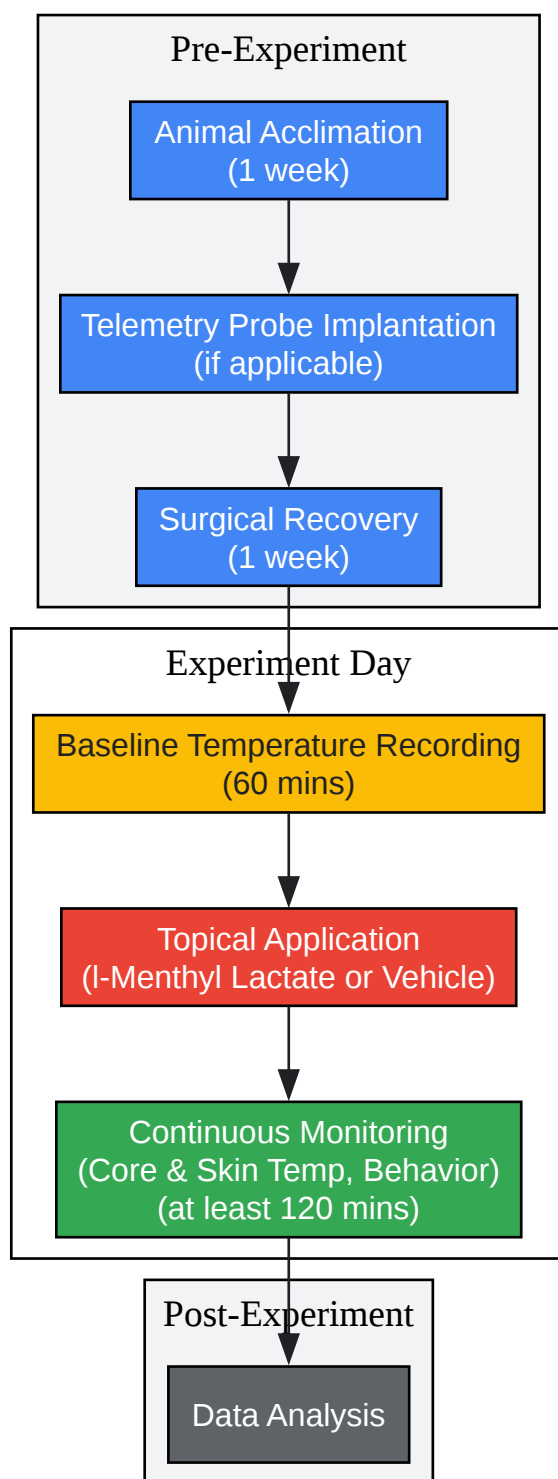 Pre-Experiment
Animal Acclimation
(1 week)
Telemetry Probe Implantation
(if applicable)
Surgical Recovery
(1 week)
Experiment Day
Baseline Temperature Recording
(60 mins)
Topical Application
(l-Menthyl Lactate or Vehicle)
Continuous Monitoring
(Core & Skin Temp, Behavior)
(at least 120 mins)
Post-Experiment
Data Analysis